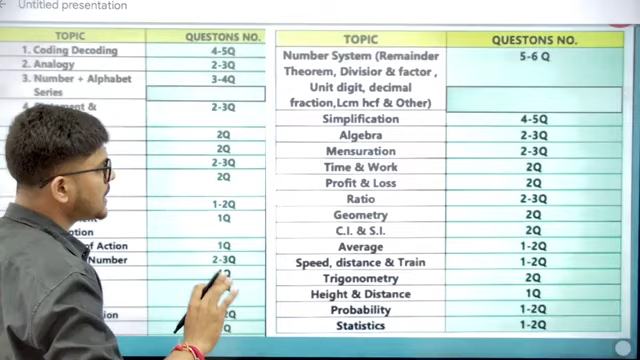 Untitled presentation
TOPIC QUESTONS NO.
1. Coding Decoding 4-5Q
2. Analogy 2-3Q
3. Number + Alphabet 3-4Q
Series
2-3Q
2Q
2Q
2-3Q
2Q
1-2Q
1Q
of Action 1Q
Number 2-3Q
TOPIC QUESTONS NO.
Number System (Remainder 5-6 Q
Theorem, Divisior & factor ,
Unit digit, decimal
fraction,Lcm hcf & Other)
Simplification 4-5Q
Algebra 2-3Q
Mensuration 2-3Q
Time & Work 2Q
Profit & Loss 2Q
Ratio 2-3Q
Geometry 2Q
C.I. & S.I. 2Q
Average 1-2Q
Speed, distance & Train 1-2Q
Trigonometry 2Q
Height & Distance 1Q
Probability 1-2Q
Statistics 1-2Q